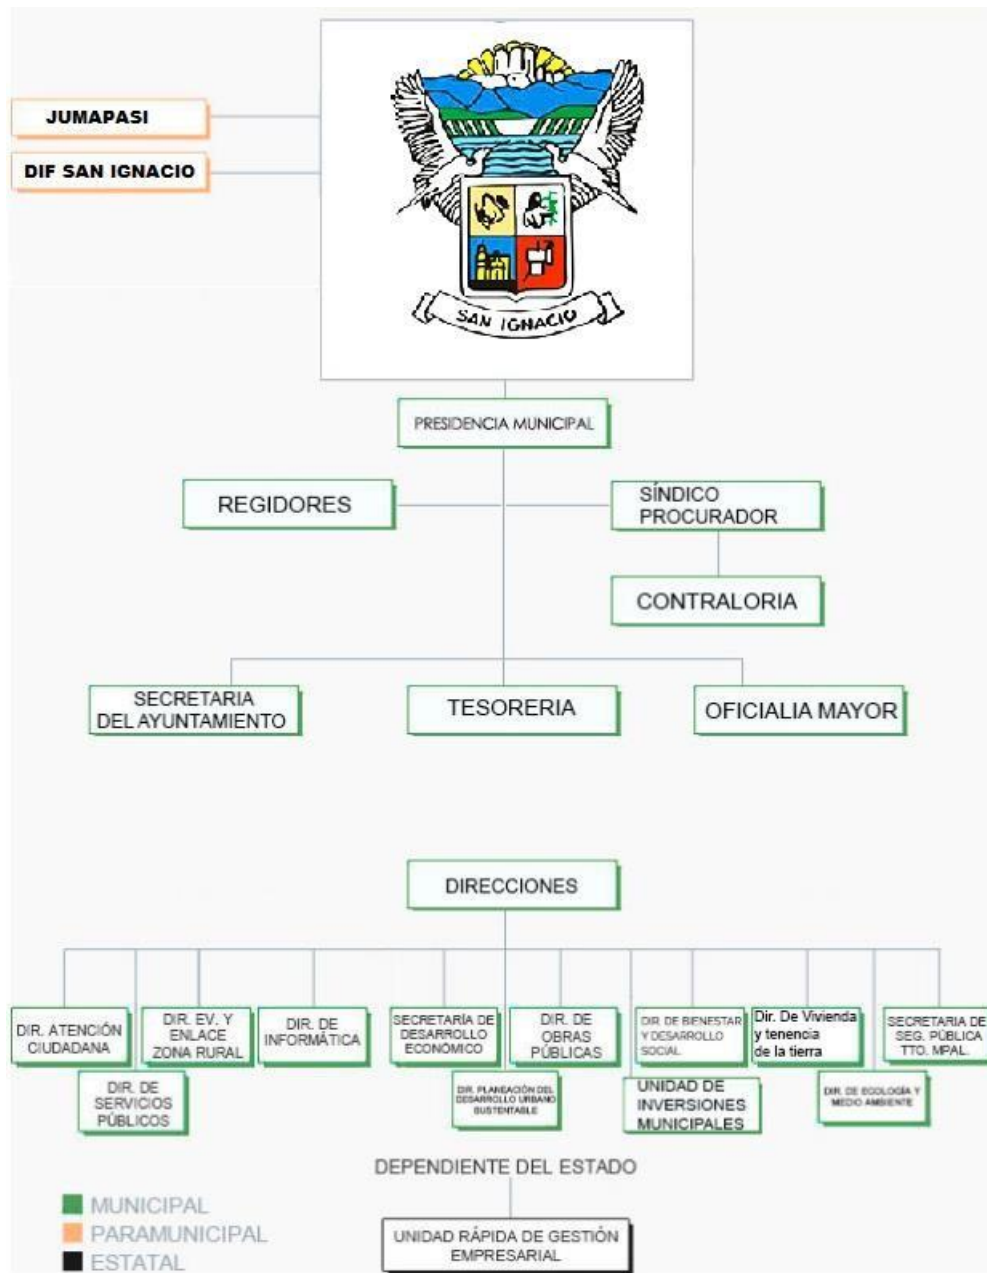 JUMAPASI
DIF SAN IGNACIO
SAN IGNACIO
PRESIDENCIA MUNICIPAL
REGIDORES
SÍNDICO
PROCURADOR
CONTRALORIA
SECRETARIA
DEL AYUNTAMIENTO
TESORERIA
OFICIALIA MAYOR
DIRECCIONES
DIR. ATENCIÓN
CIUDADANA
DIR. EV. Y
ENLACE
ZONA RURAL
DIR. DE
INFORMÁTICA
SECRETARÍA DE
DESARROLLO
ECONÓMICO
DIR. DE
OBRAS
PÚBLICAS
DIR. DE BIENESTAR
Y DESARROLLO
SOCIAL
Dir. De Vivienda
y tenencia
de la tierra
SECRETARIA DE
SEG. PÚBLICA
TTO. MPAL.
DIR. DE
SERVICIOS
PÚBLICOS
DIR. PLANEACIÓN DEL
DESARROLLO URBANO
SUSTENTABLE
UNIDAD DE
INVERSIONES
MUNICIPALES
DIR. DE ECOLOGÍA Y
MEDIO AMBIENTE
DEPENDIENTE DEL ESTADO
UNIDAD RÁPIDA DE GESTIÓN
EMPRESARIAL
MUNICIPAL
PARAMUNICIPAL
ESTATAL